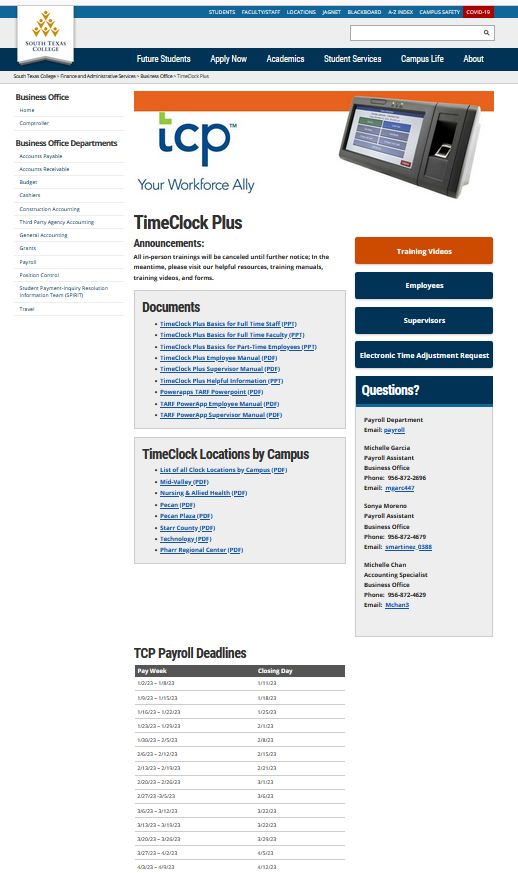 STUDENTS FACULTY/STAFF LOCATIONS JAGNET BLACKBOARD A-Z INDEX CAMPUS SAFETY COVID-19
SOUTH TEXAS
COLLEGE
Future Students Apply Now Academics Student Services Campus Life About
South Texas College > Finance and Administrative Services > Business Office > TimeClock Plus
Business Office
Home
Comptroller
Business Office Departments
Accounts Payable
Accounts Receivable
Budget
Cashiers
Construction Accounting
Third Party Agency Accounting
General Accounting
Grants
Payroll
Position Control
Student Payment-Inquiry Resolution
Information Team (SPIRIT)
Travel
tcp™
Your Workforce Ally
TimeClock Plus
Announcements:
All in-person trainings will be canceled until further notice; In the
meantime, please visit our helpful resources, training manuals,
training videos, and forms.
Documents
• TimeClock Plus Basics for Full Time Staff (PPT)
• TimeClock Plus Basics for Full Time Faculty (PPT)
• TimeClock Plus Basics for Part-Time Employees (PPT)
• TimeClock Plus Employee Manual (PDF)
• TimeClock Plus Supervisor Manual (PDF)
• TimeClock Plus Helpful Information (PPT)
• Powerapps TARF Powerpoint (PDF)
• TARF PowerApp Employee Manual (PDF)
• TARF PowerApp Supervisor Manual (PDF)
TimeClock Locations by Campus
• List of all Clock Locations by Campus (PDF)
• Mid-Valley (PDF)
• Nursing & Allied Health (PDF)
• Pecan (PDF)
• Pecan Plaza (PDF)
• Starr County (PDF)
• Technology (PDF)
• Pharr Regional Center (PDF)
Training Videos
Employees
Supervisors
Electronic Time Adjustment Request
Questions?
Payroll Department
Email: payroll
Michelle Garcia
Payroll Assistant
Business Office
Phone: 956-872-2696
Email: mgarc447
Sonya Moreno
Payroll Assistant
Business Office
Phone: 956-872-4679
Email: smartinez_0388
Michelle Chan
Accounting Specialist
Business Office
Phone: 956-872-4629
Email: Mchan3
TCP Payroll Deadlines
Pay Week Closing Day
1/2/23 – 1/8/23 1/11/23
1/9/23 – 1/15/23 1/18/23
1/16/23 – 1/22/23 1/25/23
1/23/23 – 1/29/23 2/1/23
1/30/23 – 2/5/23 2/8/23
2/6/23 – 2/12/23 2/15/23
2/13/23 – 2/19/23 2/21/23
2/20/23 – 2/26/23 3/1/23
2/27/23 -3/5/23 3/6/23
3/6/23 – 3/12/23 3/22/23
3/13/23 – 3/19/23 3/22/23
3/20/23 – 3/26/23 3/29/23
3/27/23 – 4/2/23 4/5/23
4/3/23 – 4/9/23 4/12/23